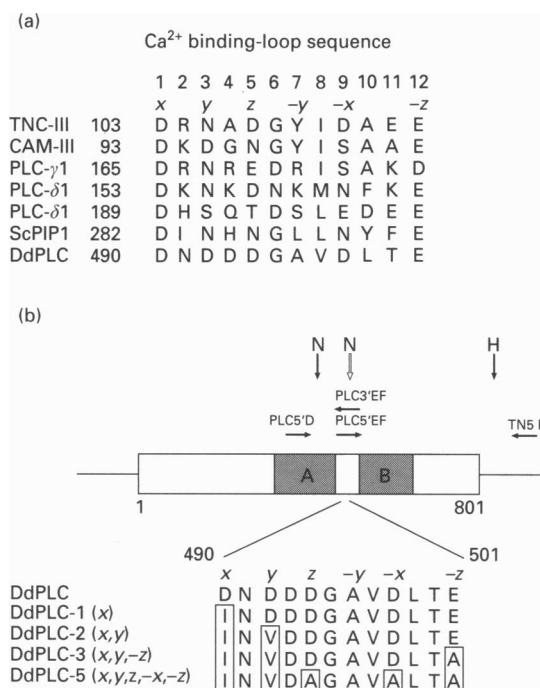 (a)
Ca²⁺ binding-loop sequence
1 2 3 4 5 6 7 8 9 10 11 12
x y z –y –x –z
TNC-III 103 D R N A D G Y I D A E E
CAM-III 93 D K D G N G Y I S A A E
PLC-γ1 165 D R N R E D R I S A K D
PLC-δ1 153 D K N K D N K M N F K E
PLC-δ1 189 D H S Q T D S L E D E E
ScPIP1 282 D I N H N G L L N Y F E
DdPLC 490 D N D D D G A V D L T E
(b)
N N H
PLC3'EF
PLC5'D PLC5'EF TN5
A B
1 801
490 501
x y z –y –x –z
DdPLC D N D D D G A V D L T E
DdPLC-1 (x) I N D D D G A V D L T E
DdPLC-2 (x,y) I N V D D G A V D L T E
DdPLC-3 (x,y,–z) I N V D D G A V D L T A
DdPLC-5 (x,y,z,–x,–z) I N V D A G A V A L T A